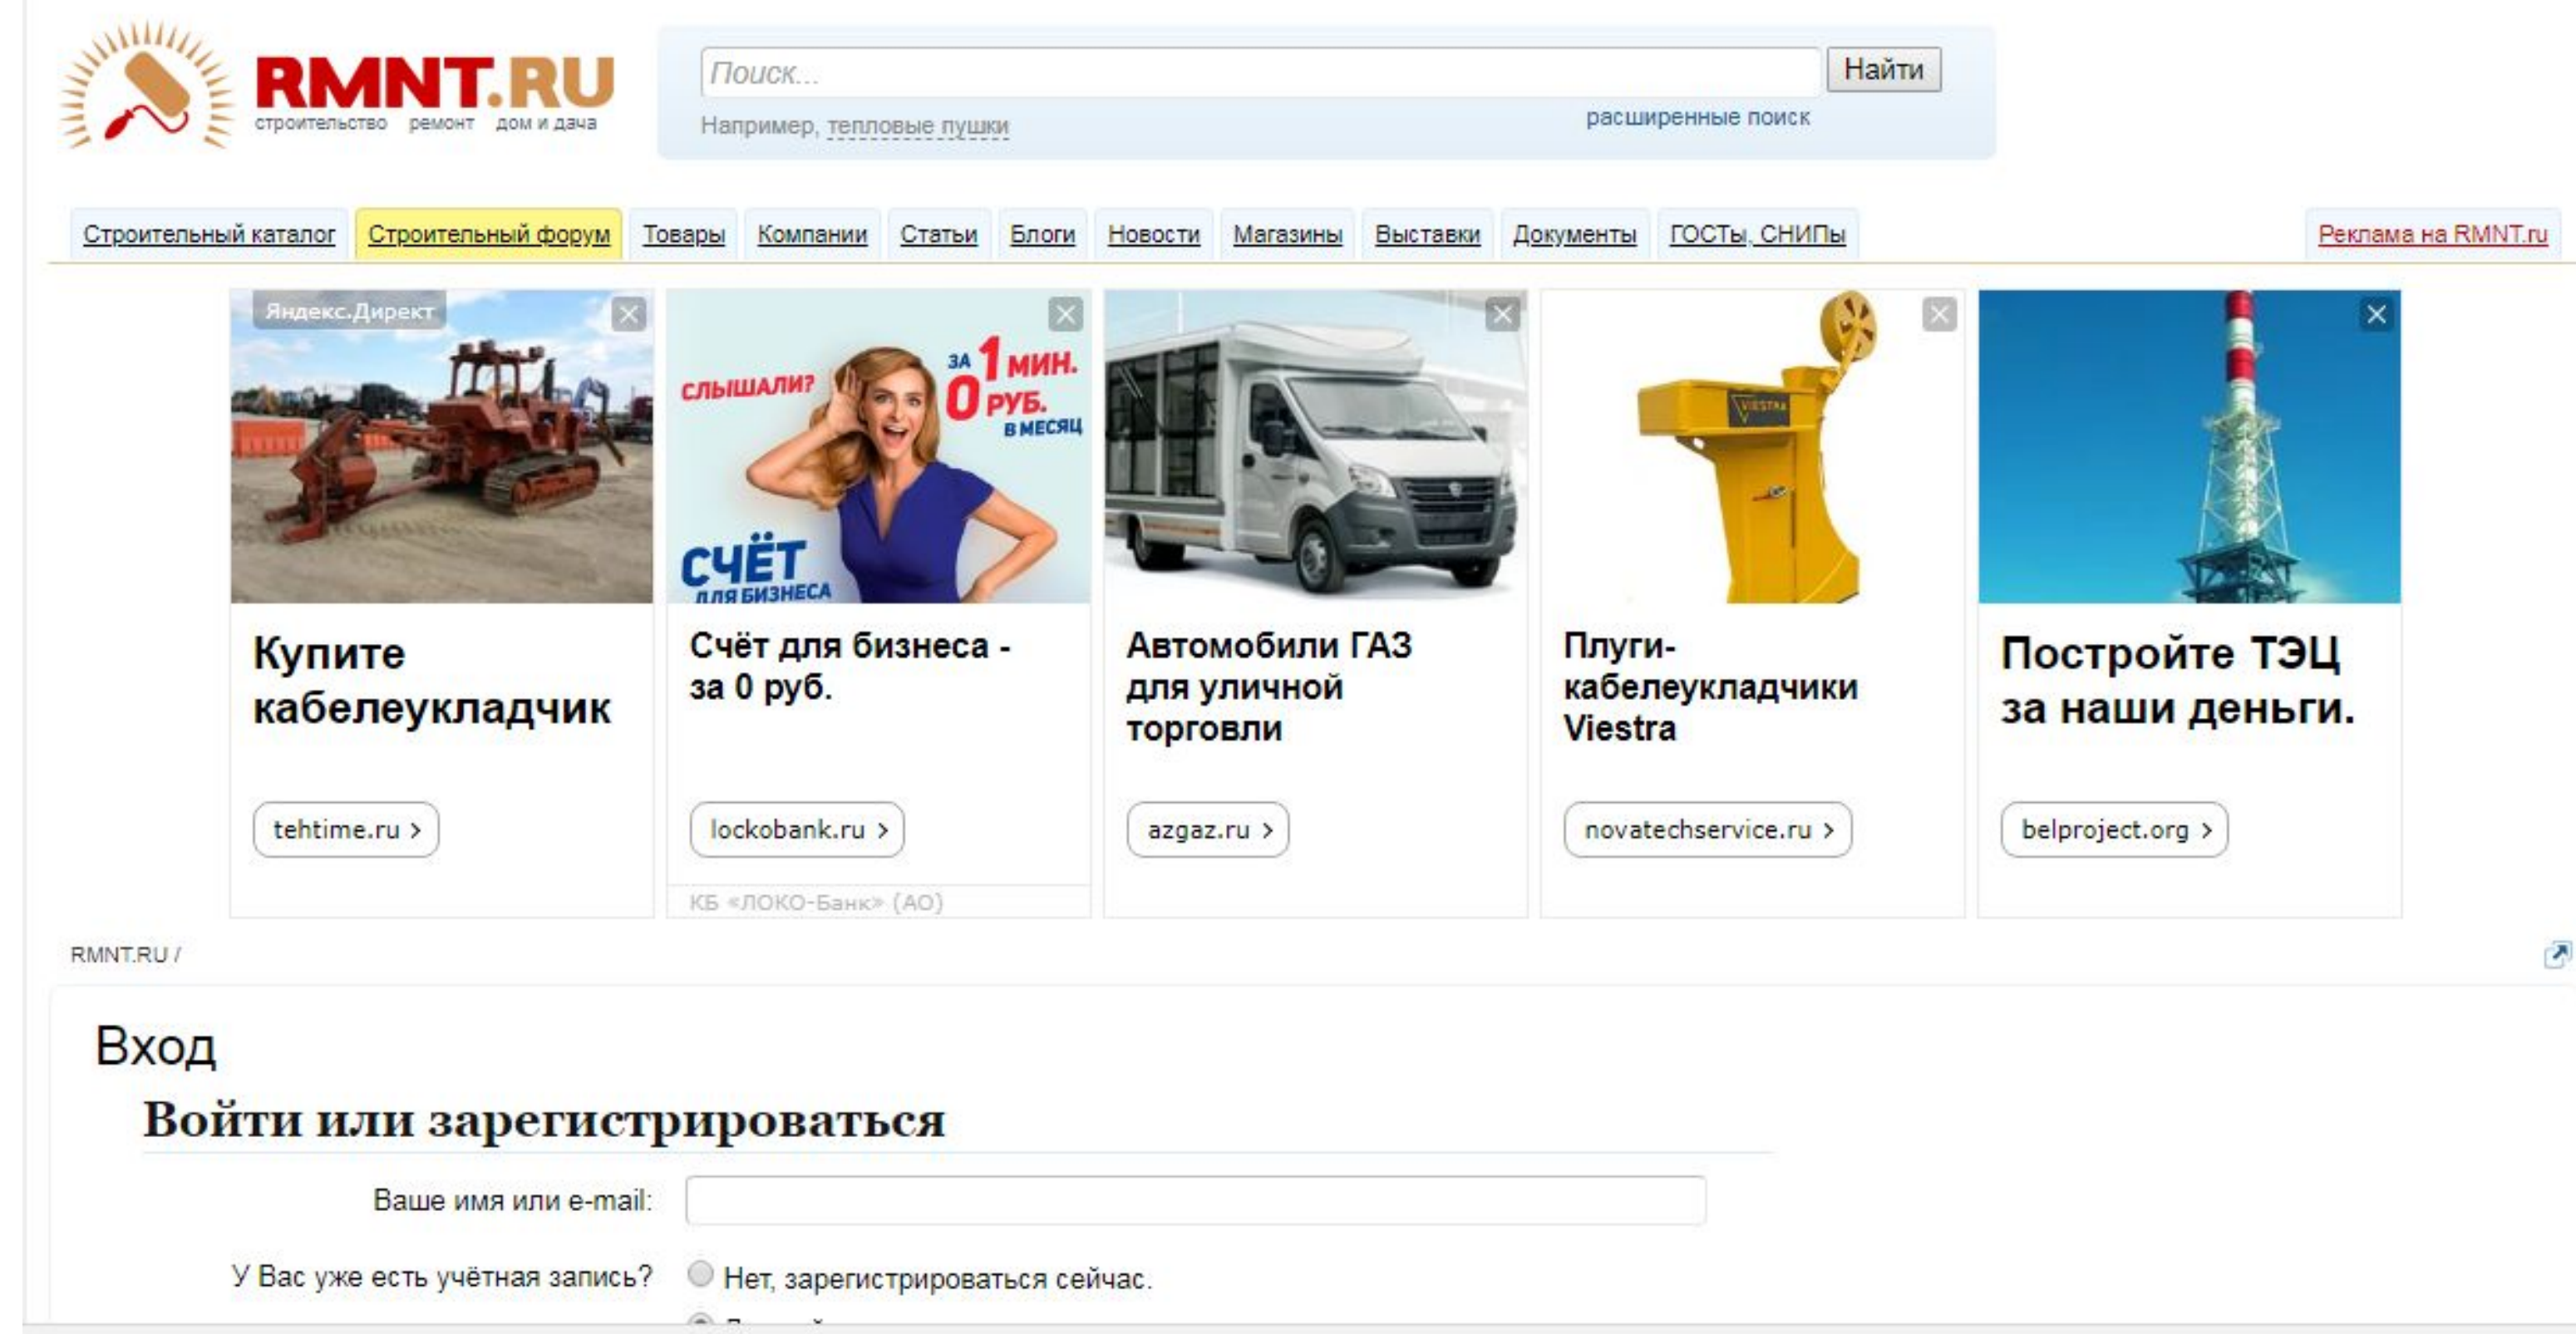 RMNT.RU
строительство ремонт дом и дача
Поиск...
Найти
Например, тепловые пушки
расширенные поиск
Строительный каталог Строительный форум Товары Компании Статьи Блоги Новости Магазины Выставки Документы ГОСТы, СНИПы Реклама на RMNT.ru
Яндекс.Директ
СЛЫШАЛИ?
ЗА 1 МИН.
0 РУБ.
В МЕСЯЦ
СЧЁТ
ДЛЯ БИЗНЕСА
VIESTRA
Купите
кабелеукладчик
tehtime.ru >
Счёт для бизнеса -
за 0 руб.
lockobank.ru >
КБ «ЛОКО-Банк» (АО)
Автомобили ГАЗ
для уличной
торговли
azgaz.ru >
Плуги-
кабелеукладчики
Viestra
novatechservice.ru >
Постройте ТЭЦ
за наши деньги.
belproject.org >
RMNT.RU /
Вход
Войти или зарегистрироваться
Ваше имя или e-mail:
У Вас уже есть учётная запись?
Нет, зарегистрироваться сейчас.